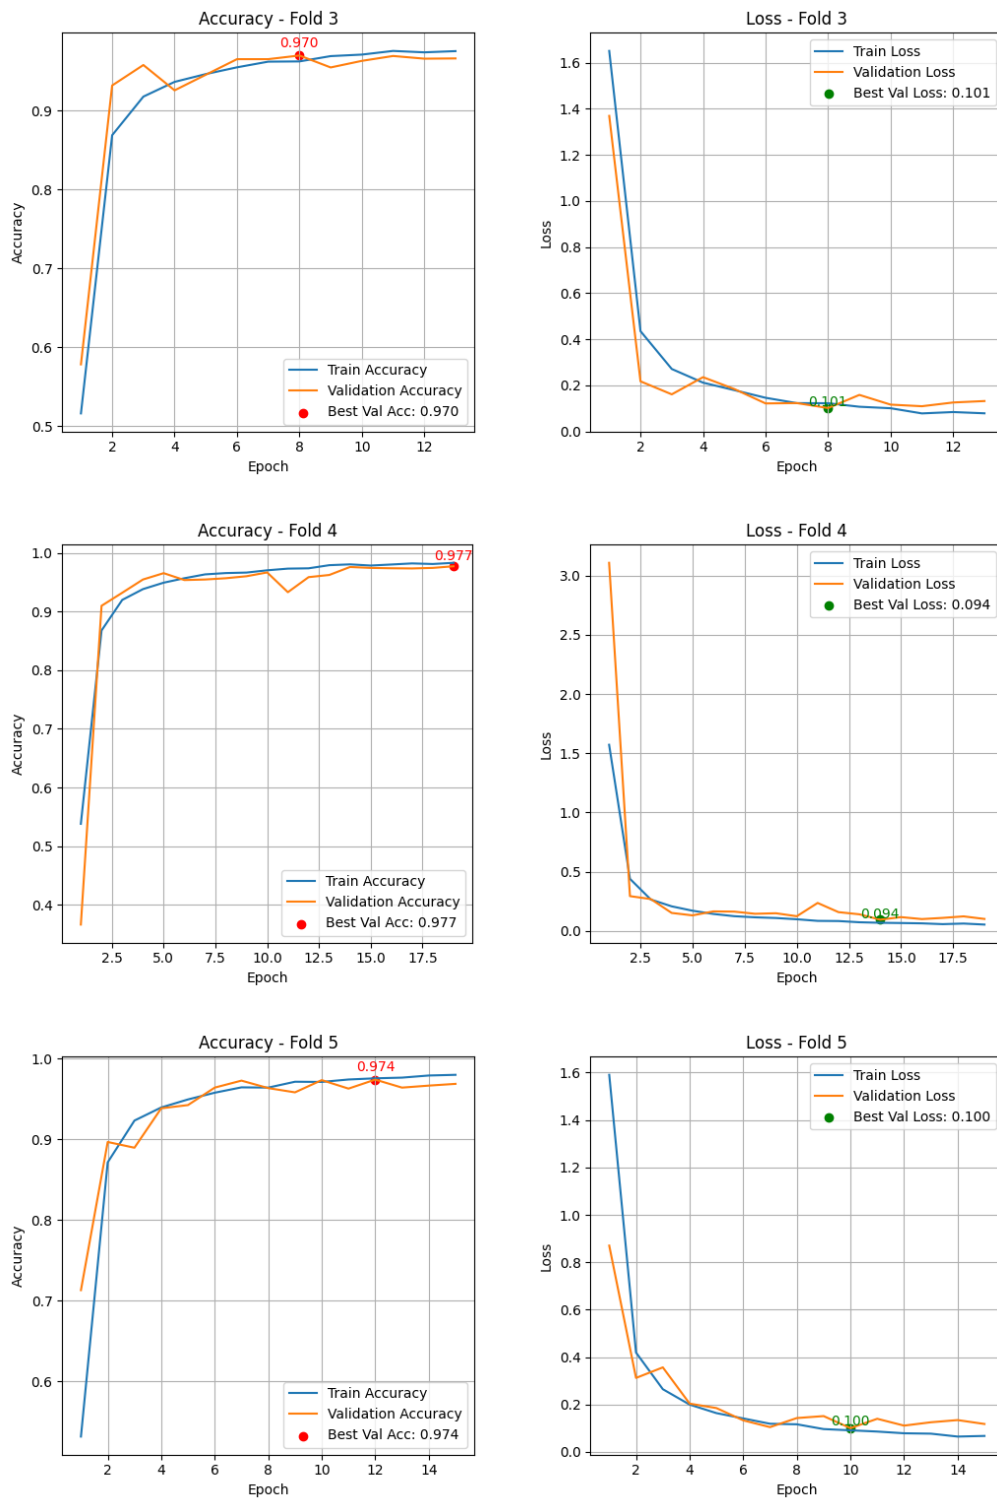 Accuracy - Fold 3
0.970
0.9
0.8
0.7
0.6
0.5
Accuracy
Train Accuracy
Validation Accuracy
Best Val Acc: 0.970
2 4 6 8 10 12
Epoch
Loss - Fold 3
Train Loss
Validation Loss
Best Val Loss: 0.101
1.6
1.4
1.2
1.0
0.8
0.6
0.4
0.2
0.0
Loss
0.101
2 4 6 8 10 12
Epoch
Accuracy - Fold 4
0.977
1.0
0.9
0.8
0.7
0.6
0.5
0.4
Accuracy
Train Accuracy
Validation Accuracy
Best Val Acc: 0.977
2.5 5.0 7.5 10.0 12.5 15.0 17.5
Epoch
Loss - Fold 4
Train Loss
Validation Loss
Best Val Loss: 0.094
3.0
2.5
2.0
1.5
1.0
0.5
0.0
Loss
0.094
2.5 5.0 7.5 10.0 12.5 15.0 17.5
Epoch
Accuracy - Fold 5
0.974
1.0
0.9
0.8
0.7
0.6
Accuracy
Train Accuracy
Validation Accuracy
Best Val Acc: 0.974
2 4 6 8 10 12 14
Epoch
Loss - Fold 5
Train Loss
Validation Loss
Best Val Loss: 0.100
1.6
1.4
1.2
1.0
0.8
0.6
0.4
0.2
0.0
Loss
0.100
2 4 6 8 10 12 14
Epoch